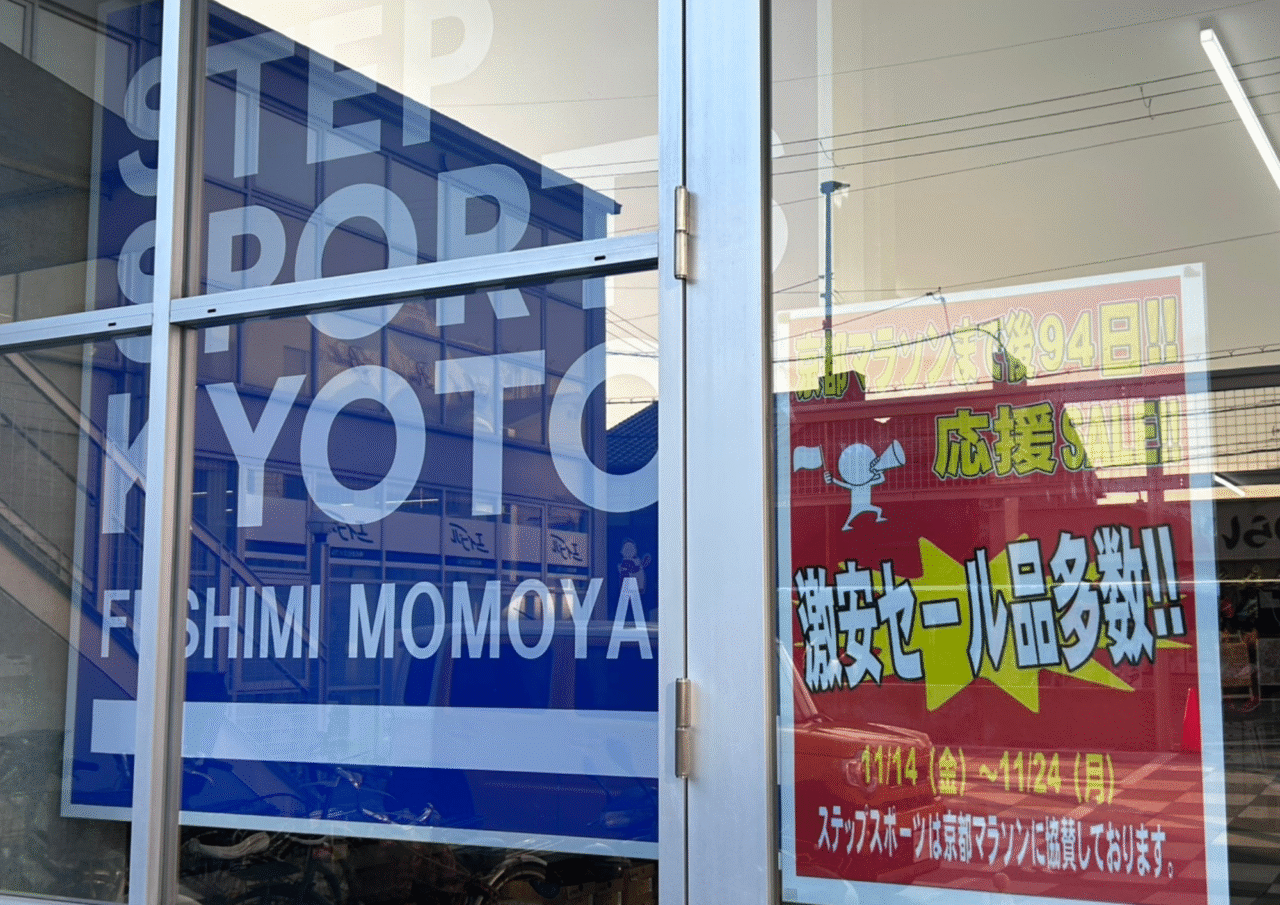 STEP
SPORTS
KYOTO
FUSHIMI MOMOYA
京都マラソンまで後94日!!
応援SALE!!
激安セール品多数!!
11/14（金）～11/24（月）
ステップスポーツは京都マラソンに協賛しております。